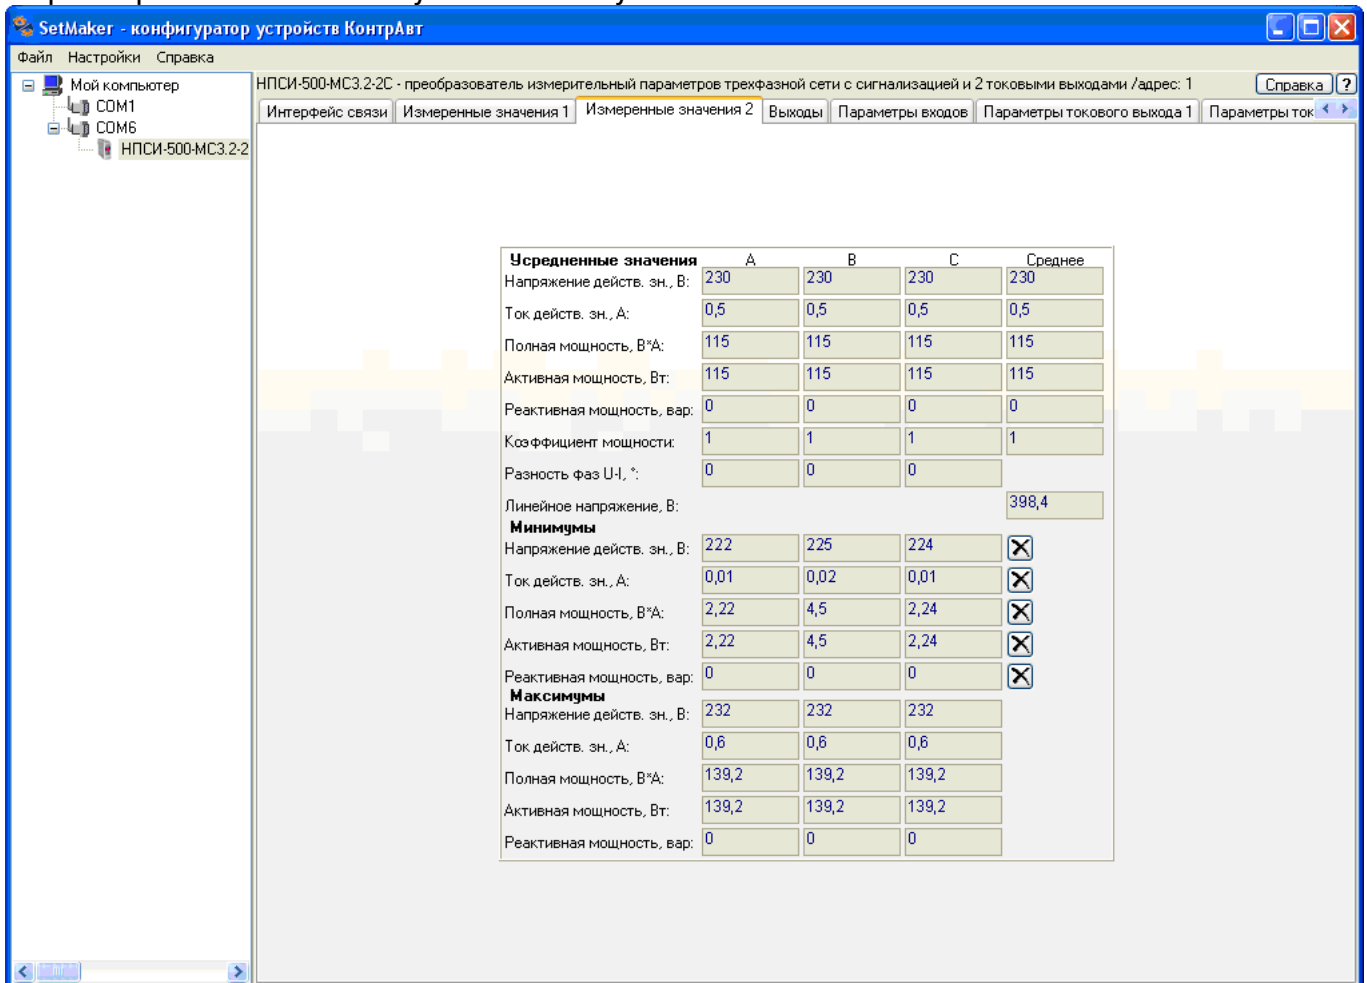 SetMaker - конфигуратор устройств КонтрАвт
Файл Настройки Справка
Мой компьютер
COM1
COM6
НПСИ-500-МС3.2-2
НПСИ-500-МС3.2-2С - преобразователь измерительный параметров трехфазной сети с сигнализацией и 2 токовыми выходами /адрес: 1
Справка ?
Интерфейс связи Измеренные значения 1 Измеренные значения 2 Выходы Параметры входов Параметры токового выхода 1 Параметры ток
Усредненные значения A B C Среднее
Напряжение действ. зн., В: 230 230 230 230
Ток действ. зн., А: 0,5 0,5 0,5 0,5
Полная мощность, В*А: 115 115 115 115
Активная мощность, Вт: 115 115 115 115
Реактивная мощность, вар: 0 0 0 0
Коэффициент мощности: 1 1 1 1
Разность фаз U-I, °: 0 0 0
Линейное напряжение, В: 398,4
Минимумы
Напряжение действ. зн., В: 222 225 224
Ток действ. зн., А: 0,01 0,02 0,01
Полная мощность, В*А: 2,22 4,5 2,24
Активная мощность, Вт: 2,22 4,5 2,24
Реактивная мощность, вар: 0 0 0
Максимумы
Напряжение действ. зн., В: 232 232 232
Ток действ. зн., А: 0,6 0,6 0,6
Полная мощность, В*А: 139,2 139,2 139,2
Активная мощность, Вт: 139,2 139,2 139,2
Реактивная мощность, вар: 0 0 0